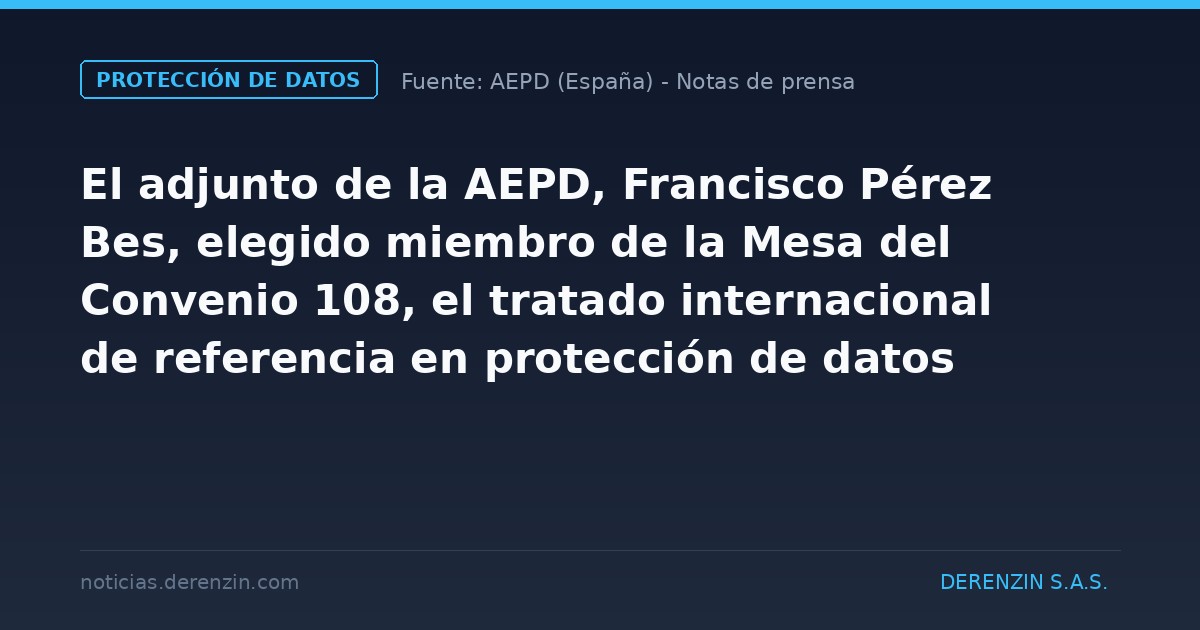 PROTECCIÓN DE DATOS
Fuente: AEPD (España) - Notas de prensa
El adjunto de la AEPD, Francisco Pérez
Bes, elegido miembro de la Mesa del
Convenio 108, el tratado internacional
de referencia en protección de datos
noticias.derenzin.com
DERENZIN S.A.S.